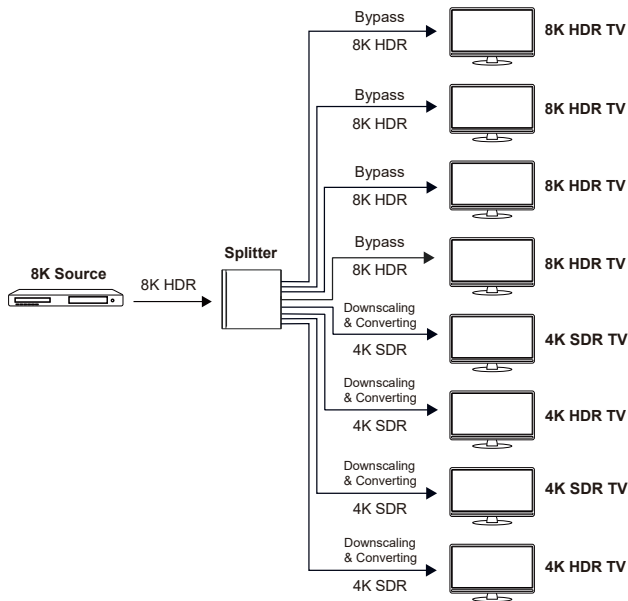 Bypass
8K HDR
8K HDR TV
Bypass
8K HDR
8K HDR TV
Bypass
8K HDR
8K HDR TV
8K Source
8K HDR
Splitter
Bypass
8K HDR
8K HDR TV
Downscaling
& Converting
4K SDR
4K SDR TV
Downscaling
& Converting
4K SDR
4K HDR TV
Downscaling
& Converting
4K SDR
4K SDR TV
Downscaling
& Converting
4K SDR
4K HDR TV